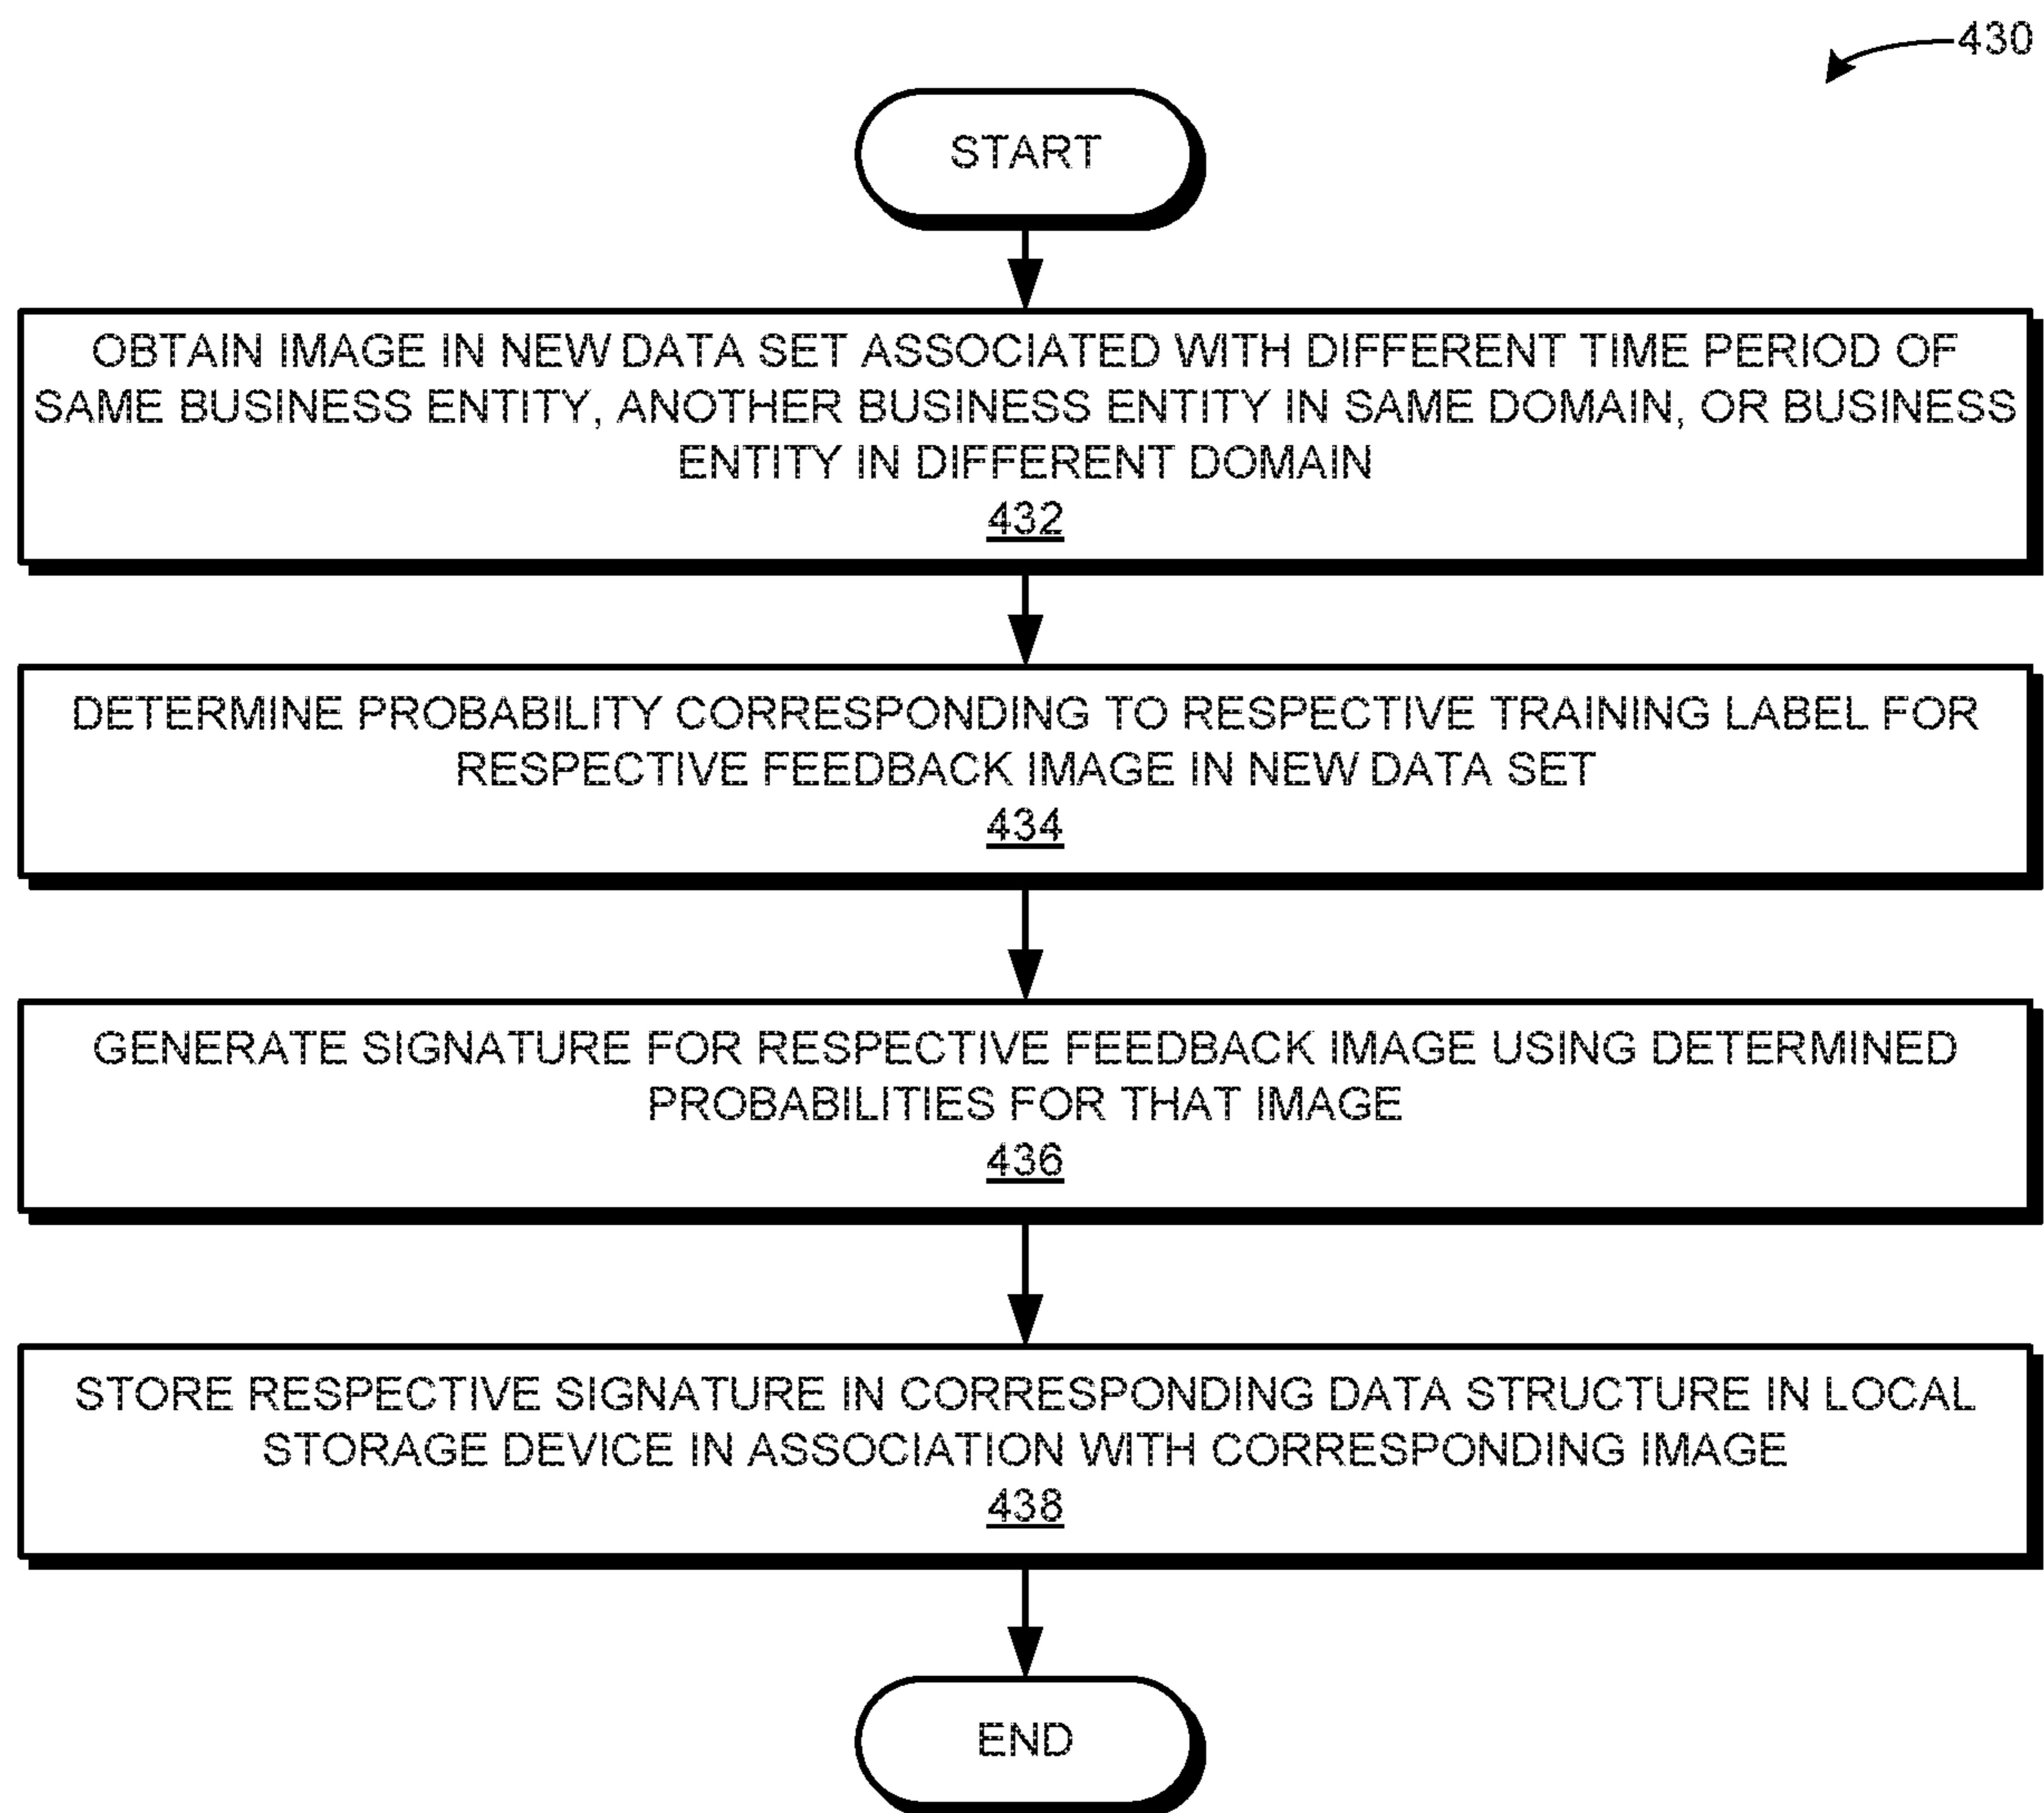 430
START
OBTAIN IMAGE IN NEW DATA SET ASSOCIATED WITH DIFFERENT TIME PERIOD OF
SAME BUSINESS ENTITY, ANOTHER BUSINESS ENTITY IN SAME DOMAIN, OR BUSINESS
ENTITY IN DIFFERENT DOMAIN
432
DETERMINE PROBABILITY CORRESPONDING TO RESPECTIVE TRAINING LABEL FOR
RESPECTIVE FEEDBACK IMAGE IN NEW DATA SET
434
GENERATE SIGNATURE FOR RESPECTIVE FEEDBACK IMAGE USING DETERMINED
PROBABILITIES FOR THAT IMAGE
436
STORE RESPECTIVE SIGNATURE IN CORRESPONDING DATA STRUCTURE IN LOCAL
STORAGE DEVICE IN ASSOCIATION WITH CORRESPONDING IMAGE
438
END